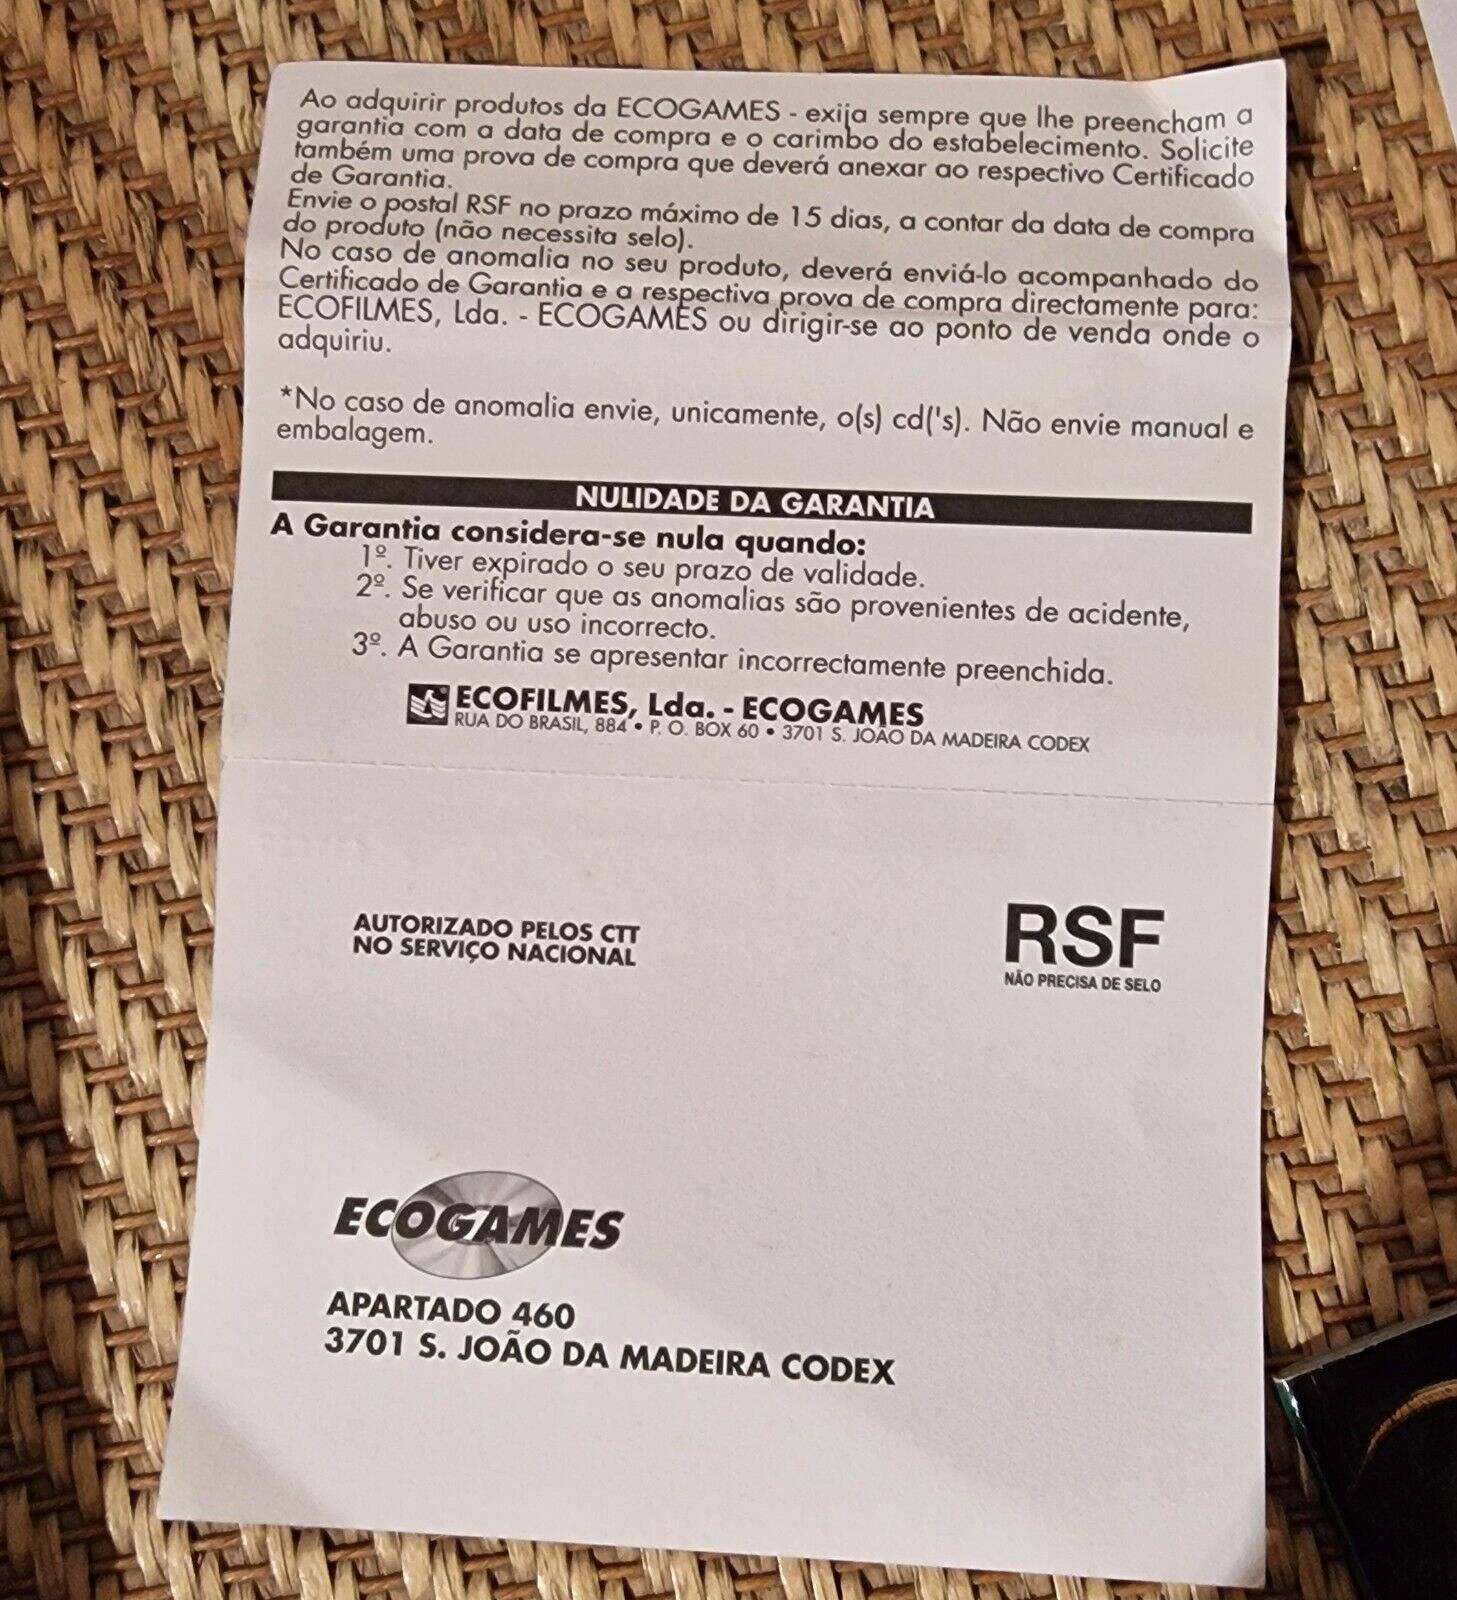 Ao adquirir produtos da ECOGAMES - exija sempre que lhe preencham a
garantia com a data de compra e o carimbo do estabelecimento. Solicite
também uma prova de compra que deverá anexar ao respectivo Certificado
de Garantia.
Envie o postal RSF no prazo máximo de 15 dias, a contar da data de compra
do produto (não necessita selo).
No caso de anomalia no seu produto, deverá enviá-lo acompanhado do
Certificado de Garantia e a respectiva prova de compra directamente para:
ECOFILMES, Lda. - ECOGAMES ou dirigir-se ao ponto de venda onde o
adquiriu.
*No caso de anomalia envie, unicamente, o(s) cd('s). Não envie manual e
embalagem.
NULIDADE DA GARANTIA
A Garantia considera-se nula quando:
1º. Tiver expirado o seu prazo de validade.
2º. Se verificar que as anomalias são provenientes de acidente,
abuso ou uso incorrecto.
3º. A Garantia se apresentar incorrectamente preenchida.
ECOFILMES, Lda. - ECOGAMES
RUA DO BRASIL, 884 • P. O. BOX 60 • 3701 S. JOÃO DA MADEIRA CODEX
AUTORIZADO PELOS CTT
NO SERVIÇO NACIONAL
RSF
NÃO PRECISA DE SELO
ECOGAMES
APARTADO 460
3701 S. JOÃO DA MADEIRA CODEX